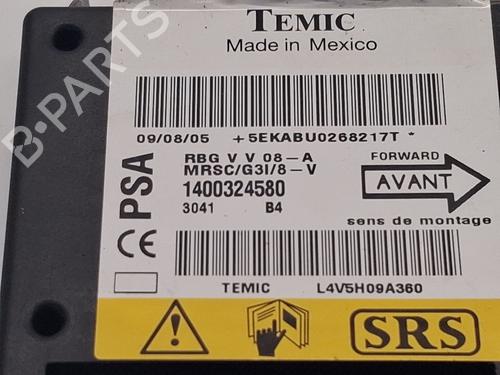 TEMIC
Made in Mexico
09/08/05 +5EKABU0268217T *
PSA
RBG V V 08-A
MRSC/G3I/8-V
1400324580
3041 B4
FORWARD
AVANT
sens de montage
CE
TEMIC L4V5H09A360
SRS
B-PARTS